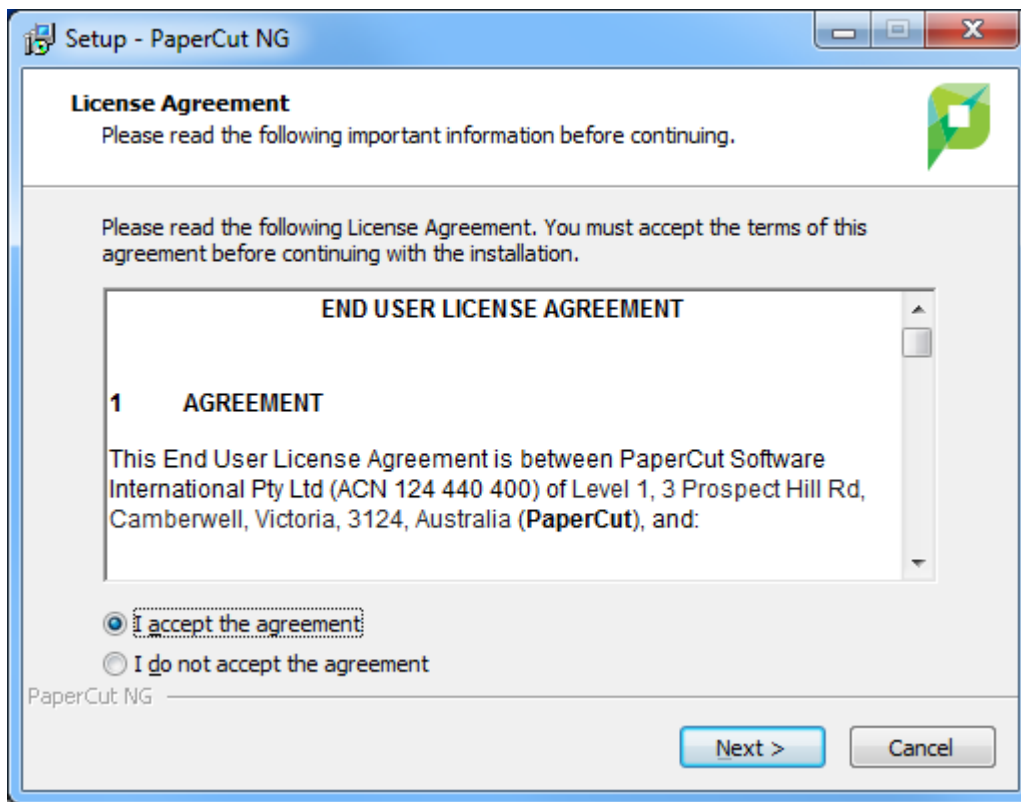 Setup - PaperCut NG
License Agreement
Please read the following important information before continuing.
Please read the following License Agreement. You must accept the terms of this
agreement before continuing with the installation.
END USER LICENSE AGREEMENT
1 AGREEMENT
This End User License Agreement is between PaperCut Software
International Pty Ltd (ACN 124 440 400) of Level 1, 3 Prospect Hill Rd,
Camberwell, Victoria, 3124, Australia (PaperCut), and:
I accept the agreement
I do not accept the agreement
PaperCut NG
Next >
Cancel